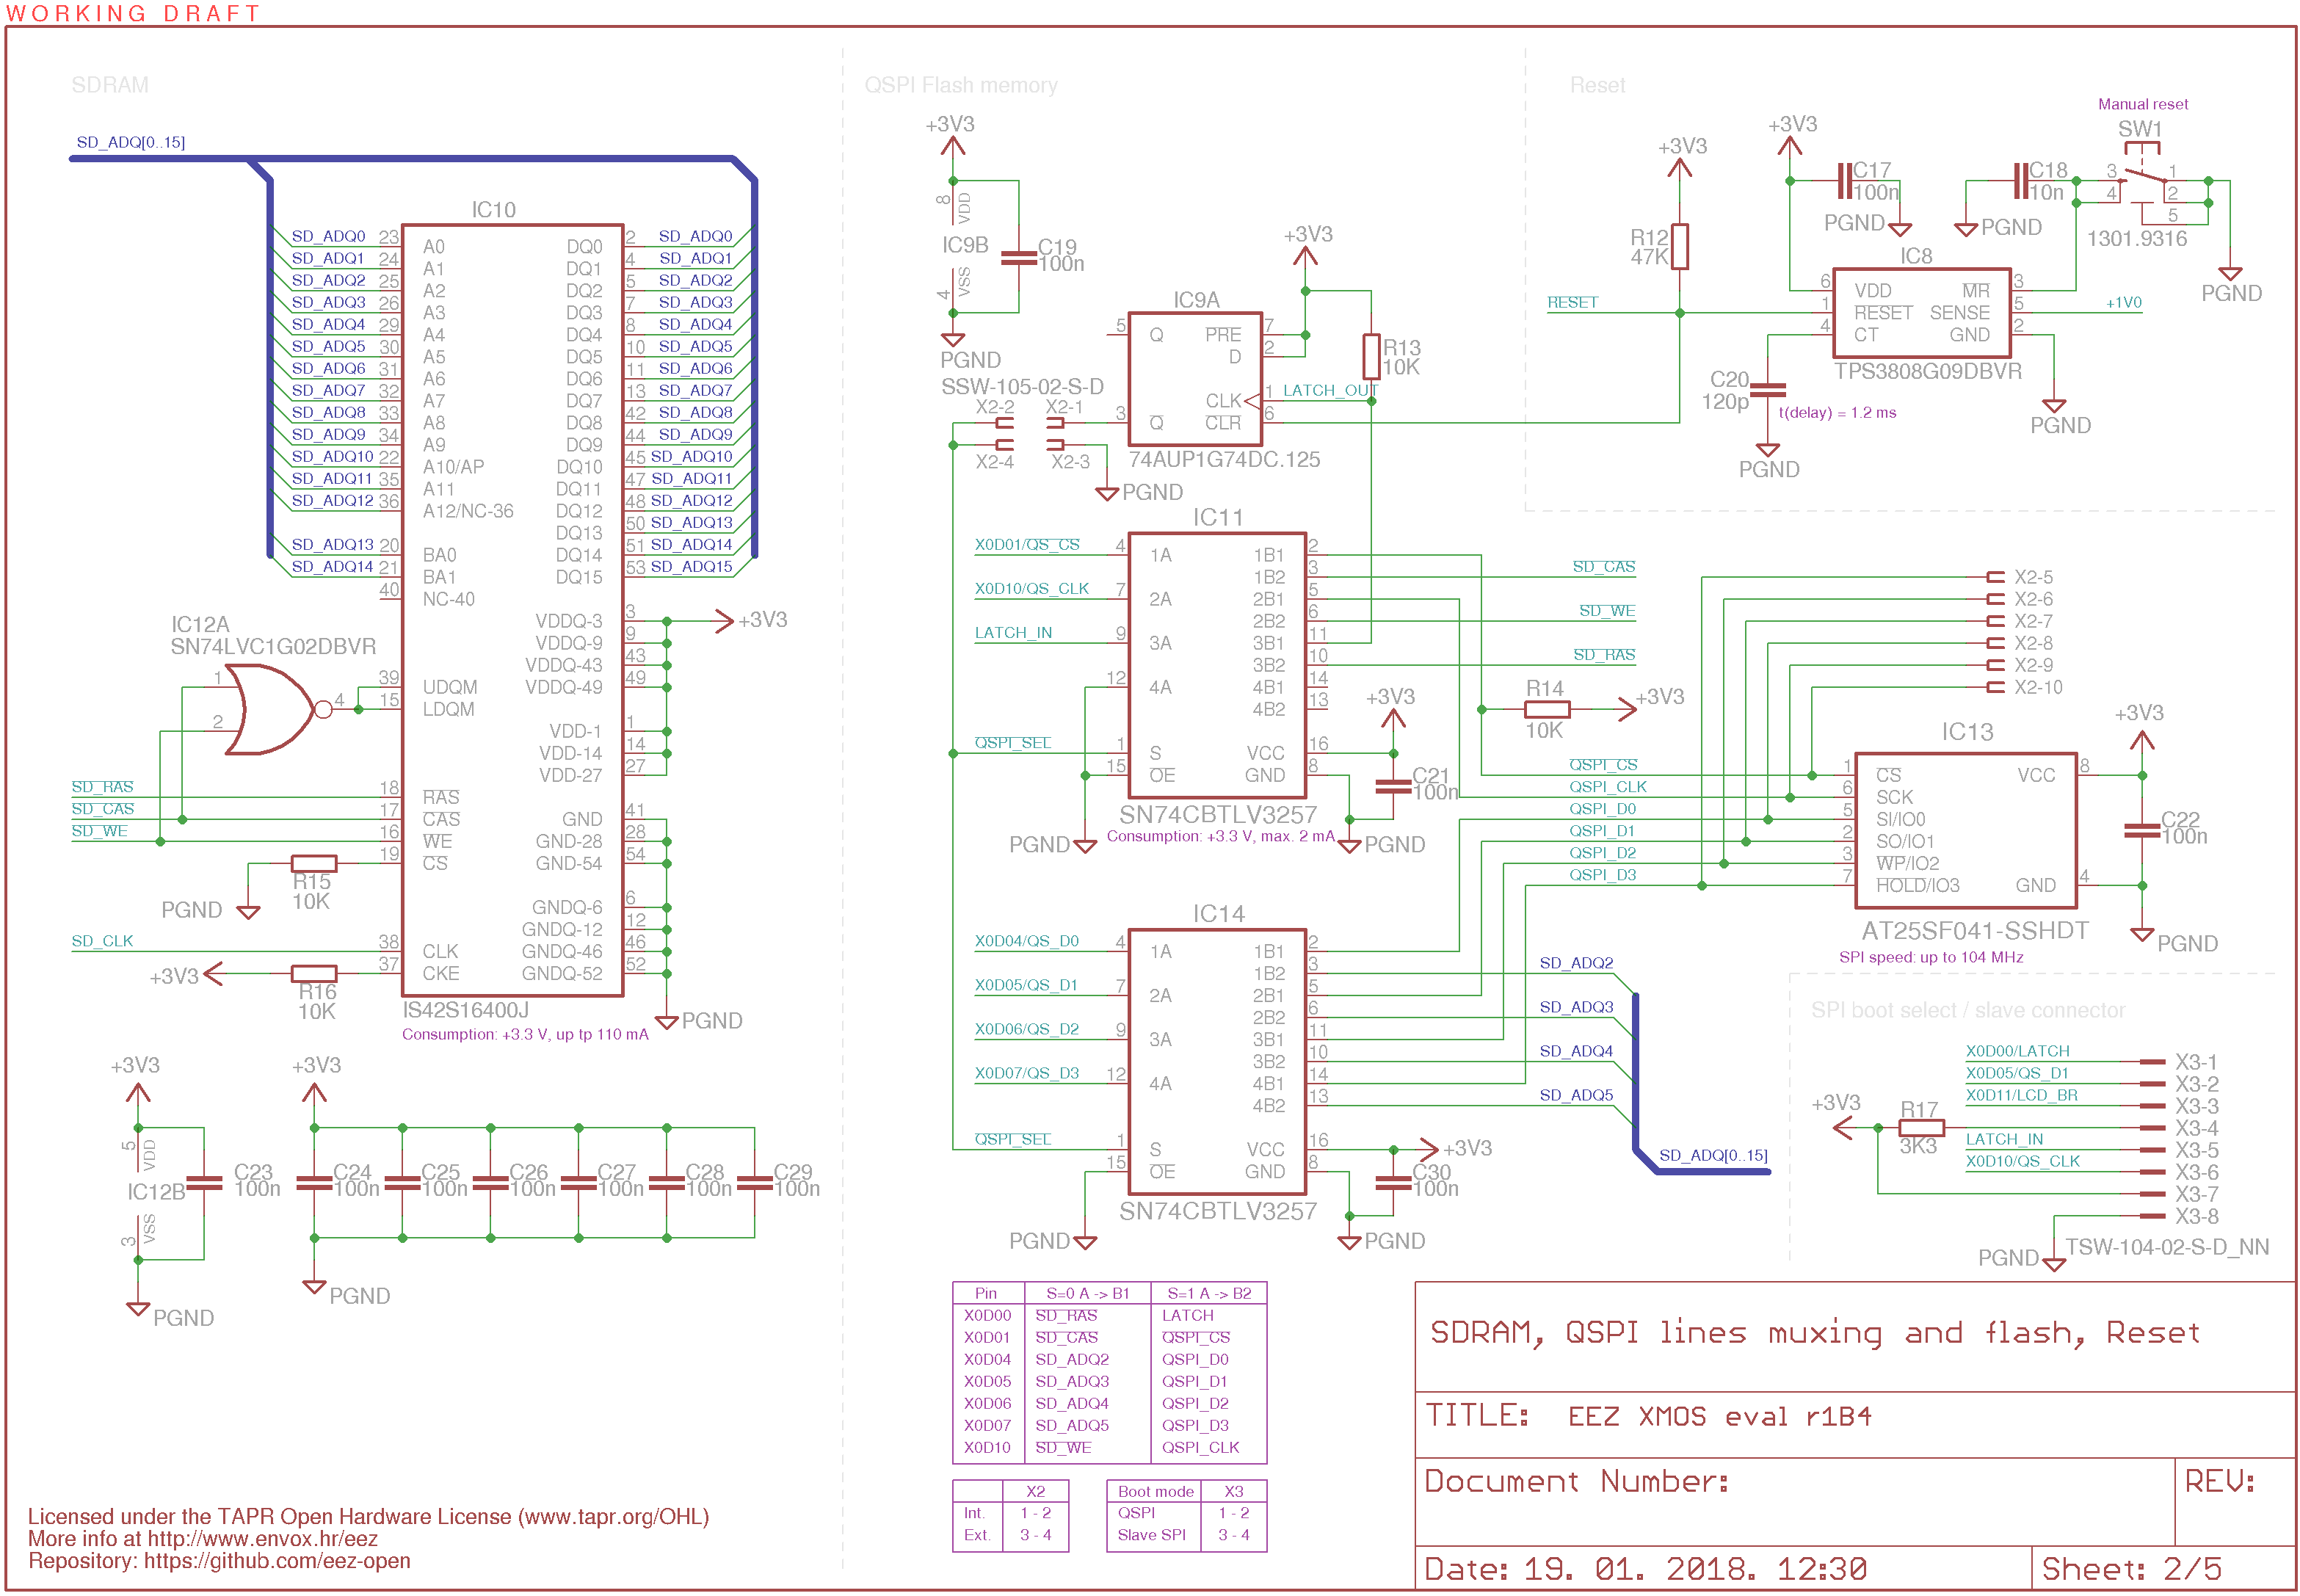 WORKING DRAFT
SDRAM
SD_ADQ[0..15]
IC10
SD_ADQ0 23 A0 DQ0 2 SD_ADQ0
SD_ADQ1 24 A1 DQ1 4 SD_ADQ1
SD_ADQ2 25 A2 DQ2 5 SD_ADQ2
SD_ADQ3 26 A3 DQ3 7 SD_ADQ3
SD_ADQ4 29 A4 DQ4 8 SD_ADQ4
SD_ADQ5 30 A5 DQ5 10 SD_ADQ5
SD_ADQ6 31 A6 DQ6 11 SD_ADQ6
SD_ADQ7 32 A7 DQ7 13 SD_ADQ7
SD_ADQ8 33 A8 DQ8 42 SD_ADQ8
SD_ADQ9 34 A9 DQ9 44 SD_ADQ9
SD_ADQ10 22 A10/AP DQ10 45 SD_ADQ10
SD_ADQ11 35 A11 DQ11 47 SD_ADQ11
SD_ADQ12 36 A12/NC-36 DQ12 48 SD_ADQ12
DQ13 50 SD_ADQ13
SD_ADQ13 20 BA0 DQ14 51 SD_ADQ14
SD_ADQ14 21 BA1 DQ15 53 SD_ADQ15
40 NC-40
VDDQ-3 3 +3V3
VDDQ-9 9
VDDQ-43 43
VDDQ-49 49
IC12A
SN74LVC1G02DBVR
1
2
4
39 UDQM
15 LDQM
VDD-1 1
VDD-14 14
VDD-27 27
SD_RAS 18 RAS
SD_CAS 17 CAS GND 41
SD_WE 16 WE GND-28 28
19 CS GND-54 54
R15
10K
PGND
GNDQ-6 6
GNDQ-12 12
SD_CLK 38 CLK GNDQ-46 46
+3V3 37 CKE GNDQ-52 52
R16
10K
IS42S16400J
PGND
Consumption: +3.3 V, up tp 110 mA
+3V3
5 VDD
IC12B
3 VSS
C23
100n
PGND
+3V3
C24
100n
C25
100n
C26
100n
C27
100n
C28
100n
C29
100n
PGND
QSPI Flash memory
+3V3
8 VDD
IC9B
4 VSS
C19
100n
PGND
+3V3
IC9A
5 Q PRE 7
D 2
CLK 1 LATCH_OUT
3 Q CLR 6
74AUP1G74DC.125
R13
10K
SSW-105-02-S-D
X2-2 X2-1
X2-4 X2-3
PGND
IC11
X0D01/QS_CS 4 1A 1B1 2
1B2 3 SD_CAS
X0D10/QS_CLK 7 2A 2B1 5
2B2 6 SD_WE
LATCH_IN 9 3A 3B1 11
3B2 10 SD_RAS
12 4A 4B1 14
4B2 13
QSPI_SEL 1 S VCC 16
15 OE GND 8
SN74CBTLV3257
Consumption: +3.3 V, max. 2 mA
PGND
PGND
+3V3
C21
100n
R14
10K
+3V3
QSPI_CS
QSPI_CLK
QSPI_D0
QSPI_D1
QSPI_D2
QSPI_D3
X2-5
X2-6
X2-7
X2-8
X2-9
X2-10
IC13
1 CS VCC 8
6 SCK
5 SI/IO0
2 SO/IO1
3 WP/IO2
7 HOLD/IO3 GND 4
AT25SF041-SSHDT
SPI speed: up to 104 MHz
+3V3
C22
100n
PGND
IC14
X0D04/QS_D0 4 1A 1B1 2
1B2 3 SD_ADQ2
X0D05/QS_D1 7 2A 2B1 5
2B2 6 SD_ADQ3
X0D06/QS_D2 9 3A 3B1 11
3B2 10 SD_ADQ4
X0D07/QS_D3 12 4A 4B1 14
4B2 13 SD_ADQ5
QSPI_SEL 1 S VCC 16 +3V3
15 OE GND 8
SN74CBTLV3257
C30
100n
PGND
PGND
SD_ADQ[0..15]
Reset
Manual reset
SW1
3 1
4 2
5
1301.9316
+3V3
+3V3
C17
100n
PGND
C18
10n
PGND
PGND
R12
47K
RESET
IC8
6 VDD MR 3
1 RESET SENSE 5 +1V0
4 CT GND 2
TPS3808G09DBVR
C20
120p
t(delay) = 1.2 ms
PGND
PGND
SPI boot select / slave connector
X0D00/LATCH X3-1
X0D05/QS_D1 X3-2
X0D11/LCD_BR X3-3
+3V3 R17 X3-4
3K3
LATCH_IN X3-5
X0D10/QS_CLK X3-6
X3-7
X3-8
PGND
TSW-104-02-S-D_NN
Pin S=0 A -> B1 S=1 A -> B2
X0D00 SD_RAS LATCH
X0D01 SD_CAS QSPI_CS
X0D04 SD_ADQ2 QSPI_D0
X0D05 SD_ADQ3 QSPI_D1
X0D06 SD_ADQ4 QSPI_D2
X0D07 SD_ADQ5 QSPI_D3
X0D10 SD_WE QSPI_CLK
X2
Int. 1 - 2
Ext. 3 - 4
Boot mode X3
QSPI 1 - 2
Slave SPI 3 - 4
SDRAM, QSPI lines muxing and flash, Reset
TITLE: EEZ XMOS eval r1B4
Document Number:
REV:
Date: 19. 01. 2018. 12:30
Sheet: 2/5
Licensed under the TAPR Open Hardware License (www.tapr.org/OHL)
More info at http://www.envox.hr/eez
Repository: https://github.com/eez-open